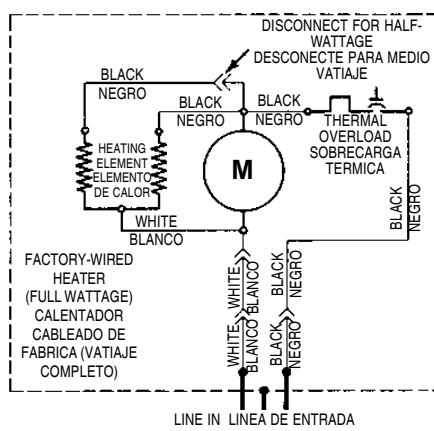 DISCONNECT FOR HALF-
WATTAGE
DESCONECTE PARA MEDIO
VATIAJE
BLACK
NEGRO
BLACK
NEGRO
BLACK
NEGRO
THERMAL
OVERLOAD
SOBRECARGA
TERMICA
HEATING
ELEMENT
ELEMENTO
DE CALOR
M
BLACK
NEGRO
WHITE
BLANCO
FACTORY-WIRED
HEATER
(FULL WATTAGE)
CALENTADOR
CABLEADO DE
FABRICA (VATIAJE
COMPLETO)
WHITE
BLANCO
BLACK
NEGRO
WHITE
BLANCO
BLACK
NEGRO
LINE IN LINEA DE ENTRADA